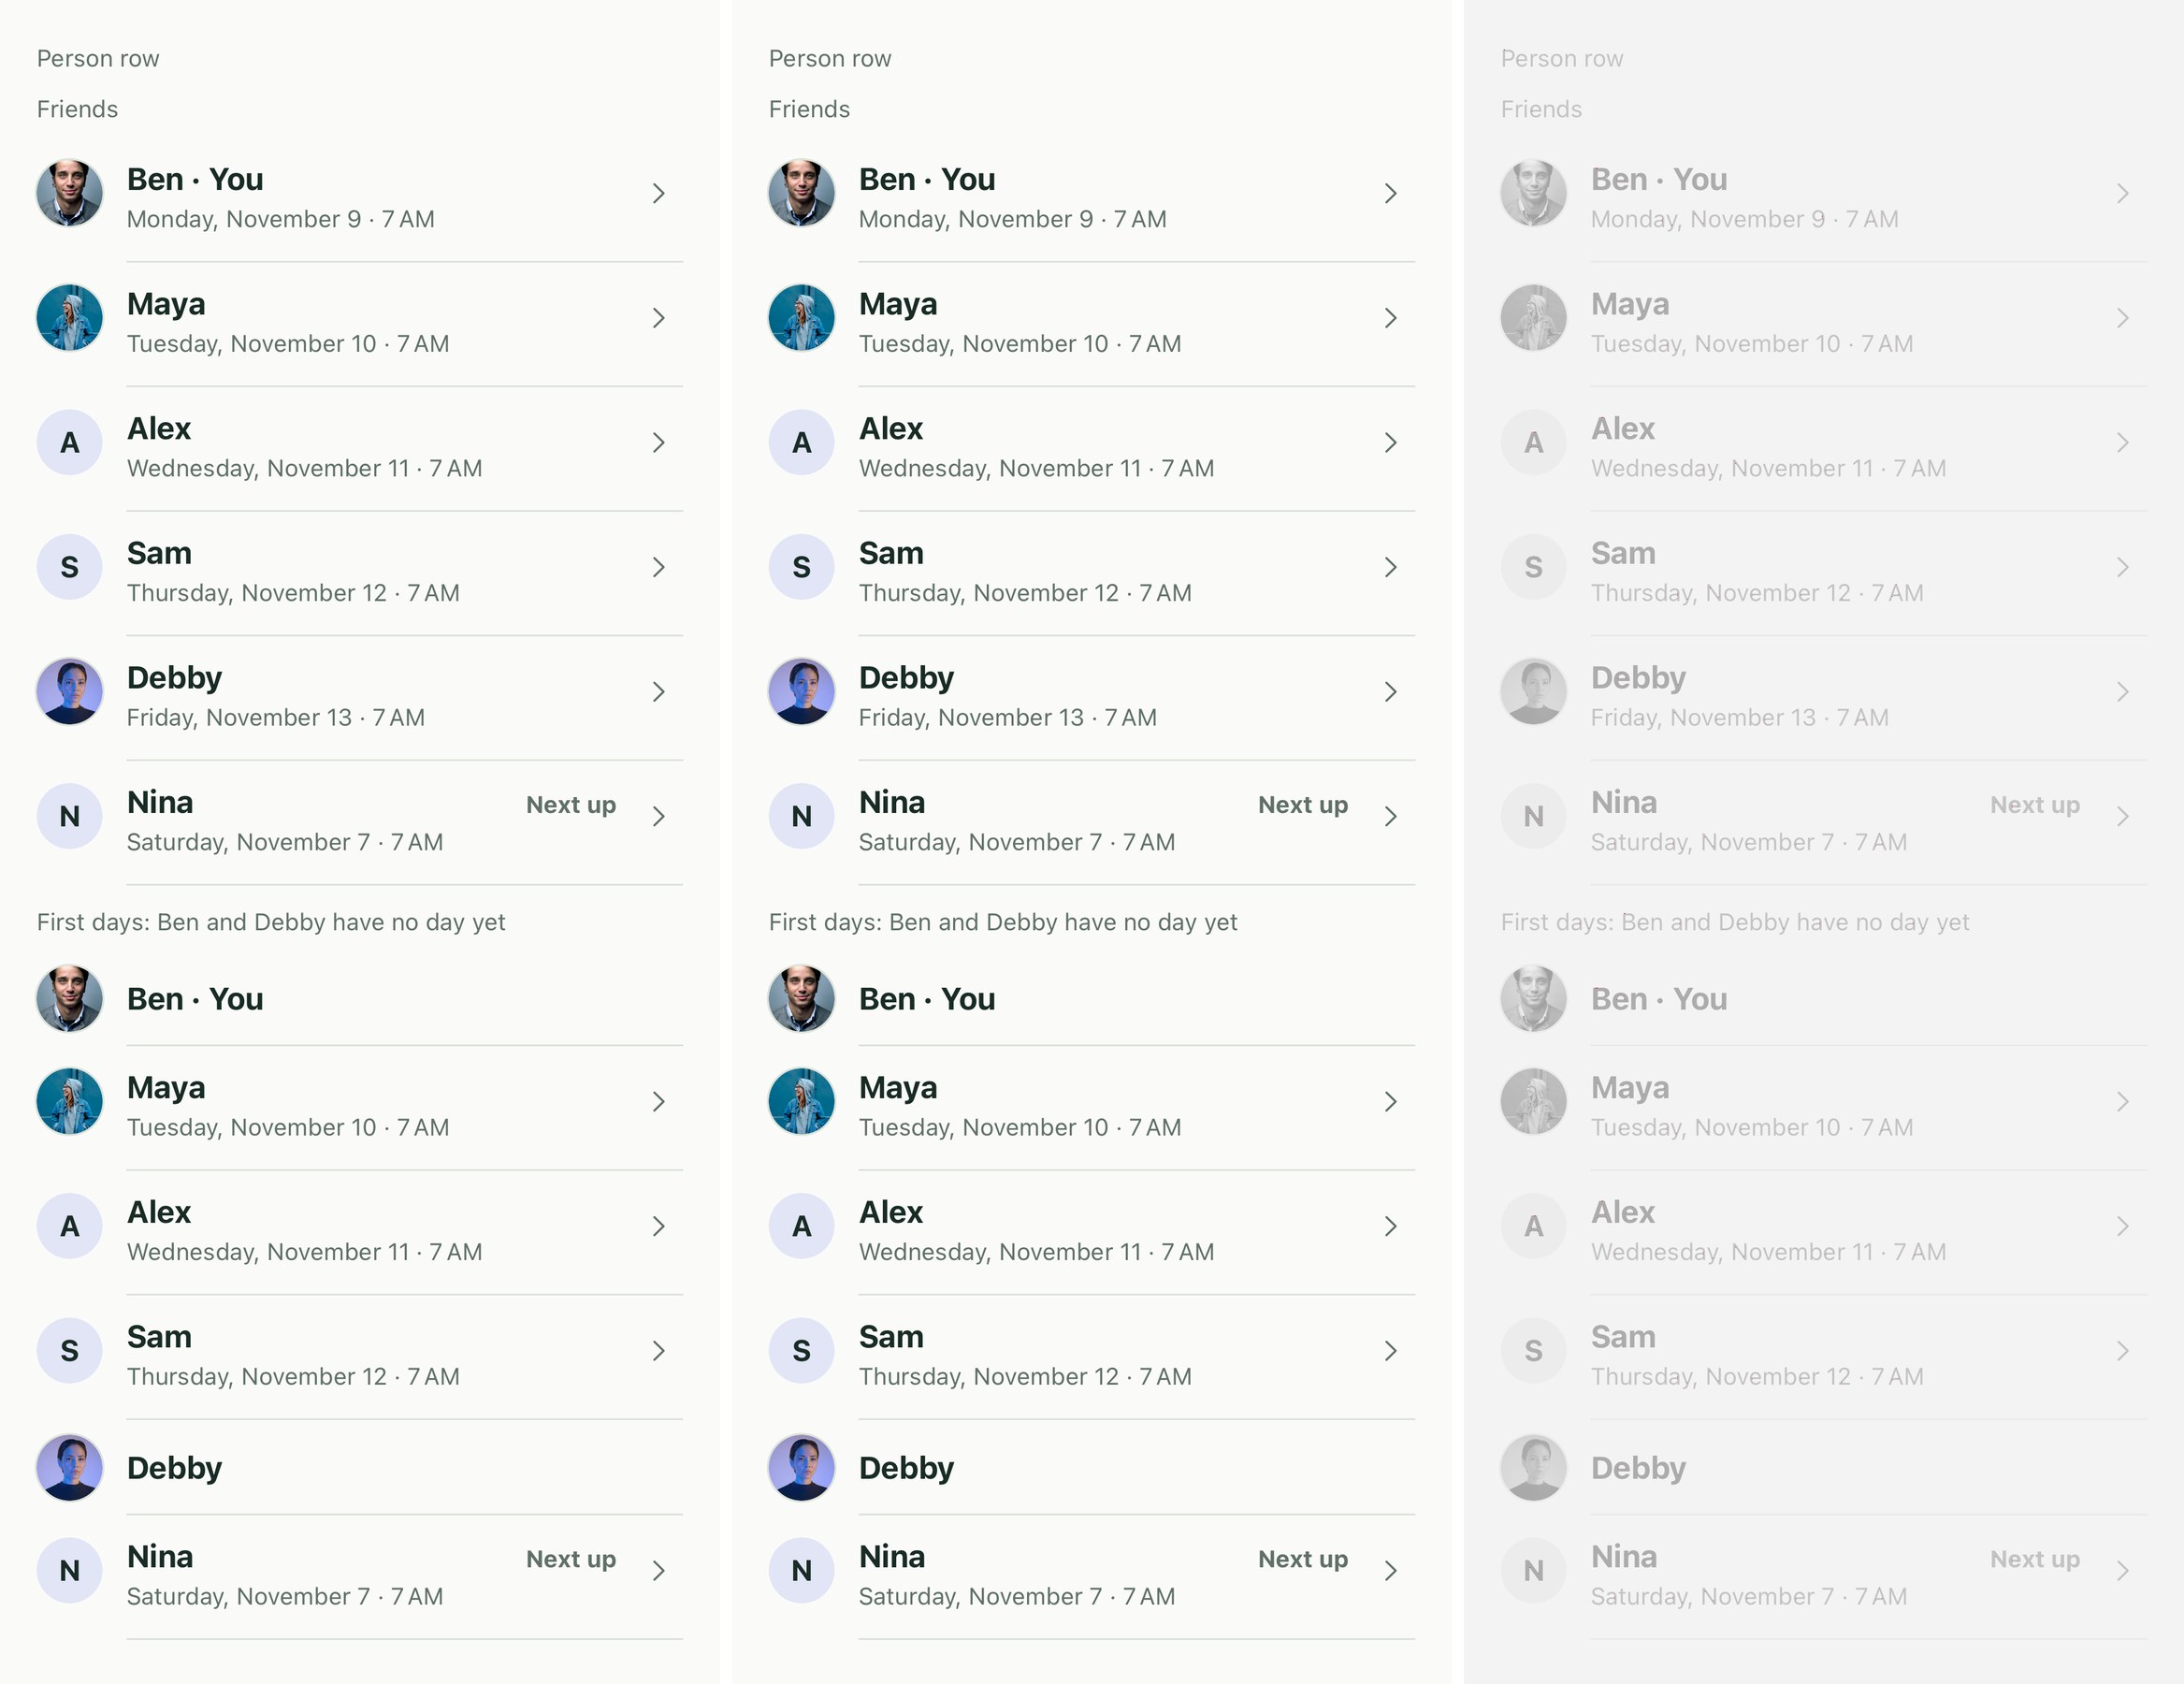 Person row
Friends
Ben · You
Monday, November 9 · 7 AM
Maya
Tuesday, November 10 · 7 AM
A
Alex
Wednesday, November 11 · 7 AM
S
Sam
Thursday, November 12 · 7 AM
Debby
Friday, November 13 · 7 AM
N
Nina
Next up
Saturday, November 7 · 7 AM
First days: Ben and Debby have no day yet
Ben · You
Maya
Tuesday, November 10 · 7 AM
A
Alex
Wednesday, November 11 · 7 AM
S
Sam
Thursday, November 12 · 7 AM
Debby
N
Nina
Next up
Saturday, November 7 · 7 AM
Person row
Friends
Ben · You
Monday, November 9 · 7 AM
Maya
Tuesday, November 10 · 7 AM
A
Alex
Wednesday, November 11 · 7 AM
S
Sam
Thursday, November 12 · 7 AM
Debby
Friday, November 13 · 7 AM
N
Nina
Next up
Saturday, November 7 · 7 AM
First days: Ben and Debby have no day yet
Ben · You
Maya
Tuesday, November 10 · 7 AM
A
Alex
Wednesday, November 11 · 7 AM
S
Sam
Thursday, November 12 · 7 AM
Debby
N
Nina
Next up
Saturday, November 7 · 7 AM
Person row
Friends
Ben · You
Monday, November 9 · 7 AM
Maya
Tuesday, November 10 · 7 AM
A
Alex
Wednesday, November 11 · 7 AM
S
Sam
Thursday, November 12 · 7 AM
Debby
Friday, November 13 · 7 AM
N
Nina
Next up
Saturday, November 7 · 7 AM
First days: Ben and Debby have no day yet
Ben · You
Maya
Tuesday, November 10 · 7 AM
A
Alex
Wednesday, November 11 · 7 AM
S
Sam
Thursday, November 12 · 7 AM
Debby
N
Nina
Next up
Saturday, November 7 · 7 AM